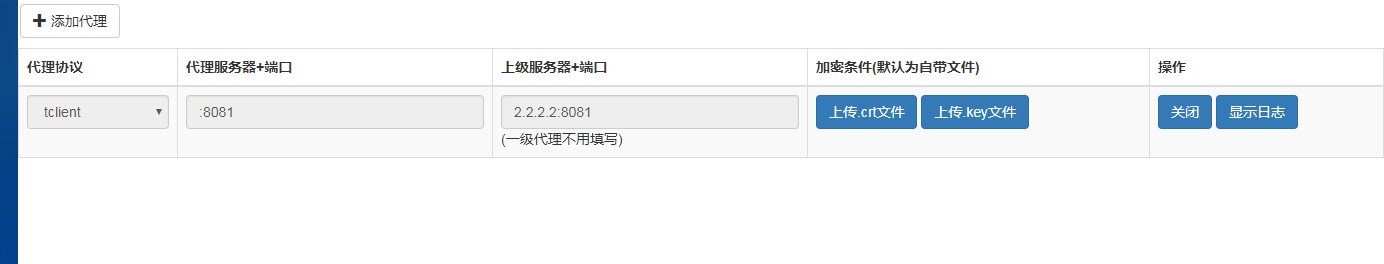 添加代理
代理协议 代理服务器+端口 上级服务器+端口 加密条件(默认为自带文件) 操作
tclient :8081 2.2.2.2:8081 上传.crt文件 上传.key文件 关闭 显示日志
(一级代理不用填写)